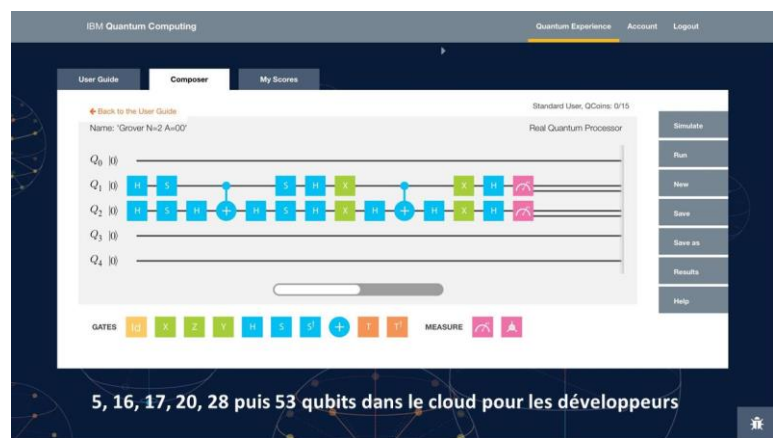 IBM Quantum Computing
Quantum Experience Account Logout
User Guide Composer My Scores
← Back to the User Guide
Standard User, QCoins: 0/15
Name: 'Grover N=2 A=00'
Real Quantum Processor
Simulate
Run
New
Save
Save as
Results
Help
Q0 |0⟩
Q1 |0⟩ H S S H X X H
Q2 |0⟩ H S H + H S H X H + H X H
Q3 |0⟩
Q4 |0⟩
GATES Id X Z Y H S S† + T T† MEASURE
5, 16, 17, 20, 28 puis 53 qubits dans le cloud pour les développeurs